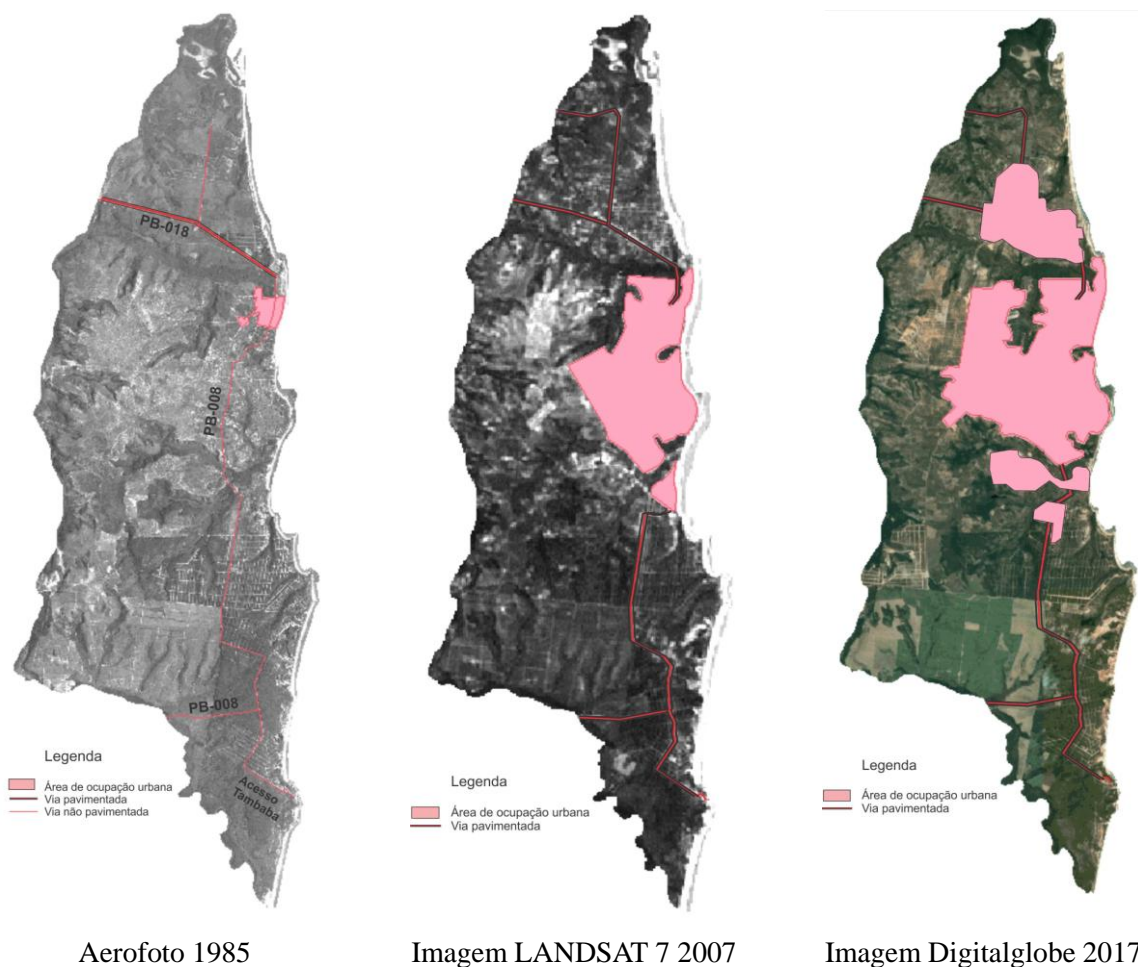 PB-018
PB-008
PB-008
Acesso
Tambaba
Legenda
Área de ocupação urbana
Via pavimentada
Via não pavimentada
Legenda
Área de ocupação urbana
Via pavimentada
Legenda
Área de ocupação urbana
Via pavimentada
Aerofoto 1985
Imagem LANDSAT 7 2007
Imagem Digitalglobe 2017